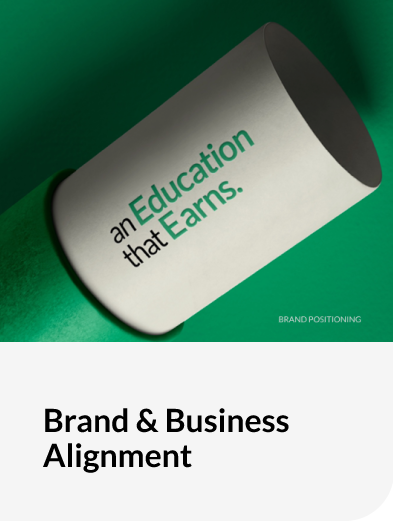 an Education
that Earns.
BRAND POSITIONING
Brand & Business
Alignment